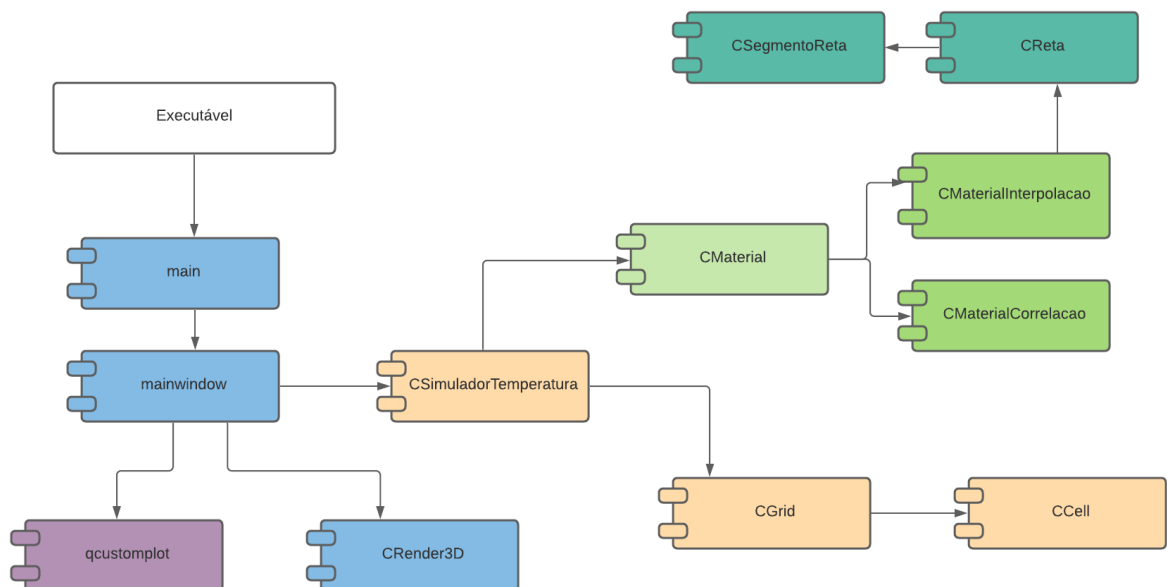 CSegmentoReta
CReta
Executável
CMaterialInterpolacao
CMaterial
main
CMaterialCorrelacao
mainwindow
CSimuladorTemperatura
CGrid
CCell
qcustomplot
CRender3D